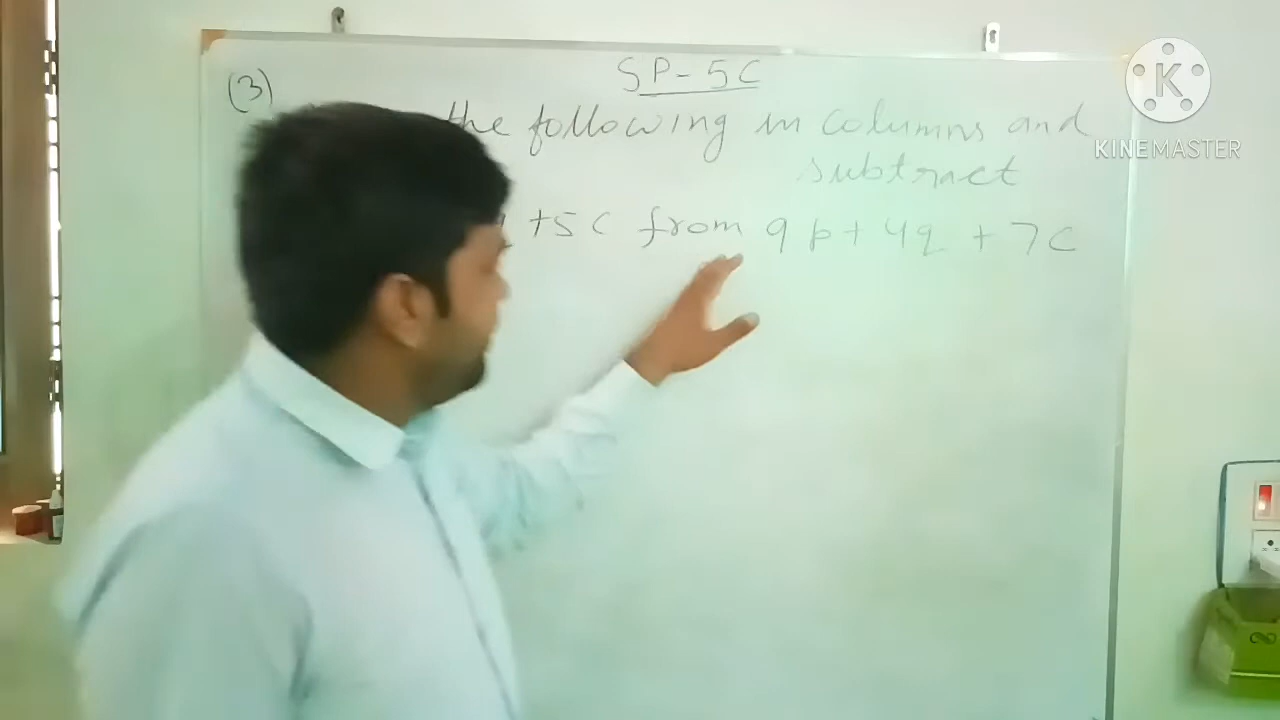 SP-5C
(3)
the following in columns and
subtract
+5c from 9p+4q+7c
K
KINEMASTER